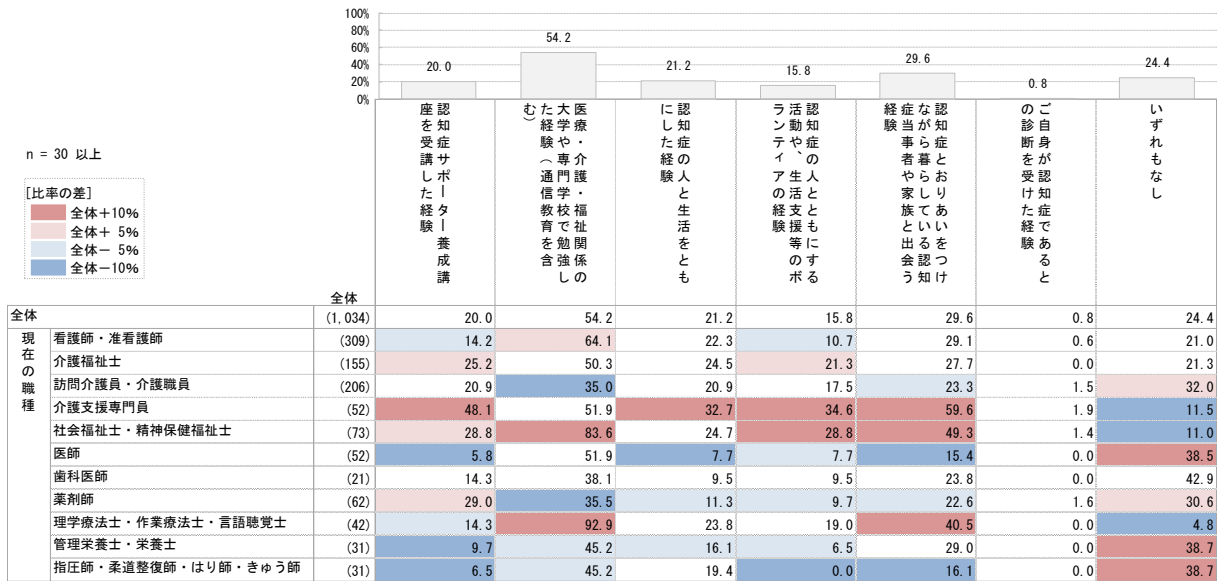 100%
80%
60%
40%
20%
0%
20.0
54.2
21.2
15.8
29.6
0.8
24.4
n = 30 以上
[比率の差]
全体+10%
全体+ 5%
全体- 5%
全体-10%
認知症サポーター養成講
座を受講した経験
医療・介護・福祉関係の
大学や専門学校で勉強し
た経験(通信教育を含
む)
認知症の人と生活をとも
にした経験
認知症の人とともにする
活動や、生活支援等のボ
ランティアの経験
認知症とおりあいをつけ
ながら暮らしている認知
症当事者や家族と出会う
経験
ご自身が認知症であると
の診断を受けた経験
いずれもなし
全体
全体 (1,034) 20.0 54.2 21.2 15.8 29.6 0.8 24.4
現在の職種
看護師・准看護師 (309) 14.2 64.1 22.3 10.7 29.1 0.6 21.0
介護福祉士 (155) 25.2 50.3 24.5 21.3 27.7 0.0 21.3
訪問介護員・介護職員 (206) 20.9 35.0 20.9 17.5 23.3 1.5 32.0
介護支援専門員 (52) 48.1 51.9 32.7 34.6 59.6 1.9 11.5
社会福祉士・精神保健福祉士 (73) 28.8 83.6 24.7 28.8 49.3 1.4 11.0
医師 (52) 5.8 51.9 7.7 7.7 15.4 0.0 38.5
歯科医師 (21) 14.3 38.1 9.5 9.5 23.8 0.0 42.9
薬剤師 (62) 29.0 35.5 11.3 9.7 22.6 1.6 30.6
理学療法士・作業療法士・言語聴覚士 (42) 14.3 92.9 23.8 19.0 40.5 0.0 4.8
管理栄養士・栄養士 (31) 9.7 45.2 16.1 6.5 29.0 0.0 38.7
指圧師・柔道整復師・はり師・きゅう師 (31) 6.5 45.2 19.4 0.0 16.1 0.0 38.7